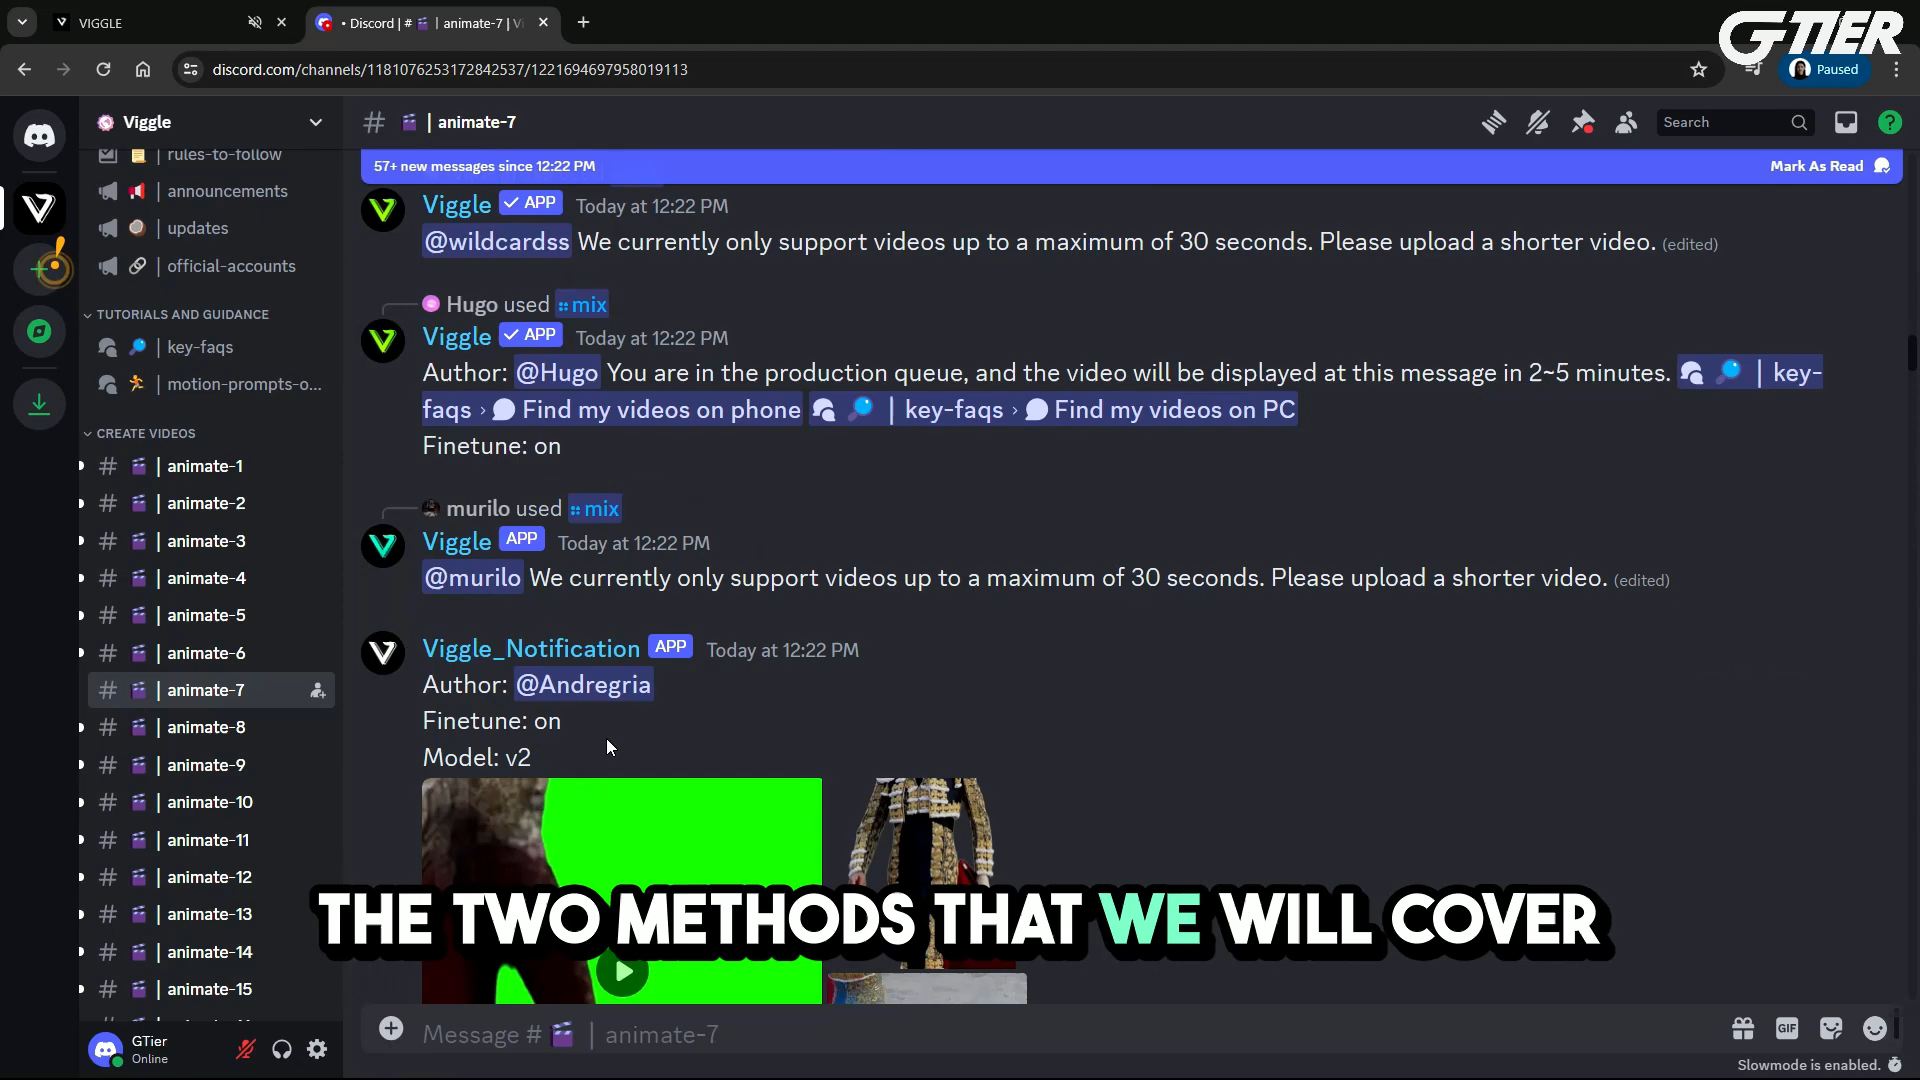 VIGGLE
• Discord | # | animate-7 | Vi
GTIER
discord.com/channels/1181076253172842537/1221694697958019113
Paused
Viggle
| rules-to-follow
| announcements
| updates
| official-accounts
TUTORIALS AND GUIDANCE
| key-faqs
| motion-prompts-o...
CREATE VIDEOS
# | animate-1
# | animate-2
# | animate-3
# | animate-4
# | animate-5
# | animate-6
# | animate-7
# | animate-8
# | animate-9
# | animate-10
# | animate-11
# | animate-12
# | animate-13
# | animate-14
# | animate-15
GTier
Online
# | animate-7
Search
57+ new messages since 12:22 PM
Mark As Read
Viggle ✓ APP Today at 12:22 PM
@wildcardss We currently only support videos up to a maximum of 30 seconds. Please upload a shorter video. (edited)
Hugo used mix
Viggle ✓ APP Today at 12:22 PM
Author: @Hugo You are in the production queue, and the video will be displayed at this message in 2~5 minutes. | key-
faqs › Find my videos on phone | key-faqs › Find my videos on PC
Finetune: on
murilo used mix
Viggle APP Today at 12:22 PM
@murilo We currently only support videos up to a maximum of 30 seconds. Please upload a shorter video. (edited)
Viggle_Notification APP Today at 12:22 PM
Author: @Andregria
Finetune: on
Model: v2
THE TWO METHODS THAT WE WILL COVER
Message # | animate-7
GIF
Slowmode is enabled.